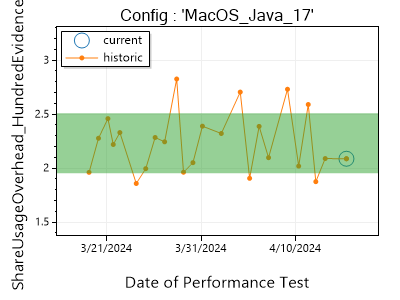 Config : 'MacOS_Java_17'
current
historic
3
2.5
2
1.5
ShareUsageOverhead_HundredEvidence
3/21/2024
3/31/2024
4/10/2024
Date of Performance Test